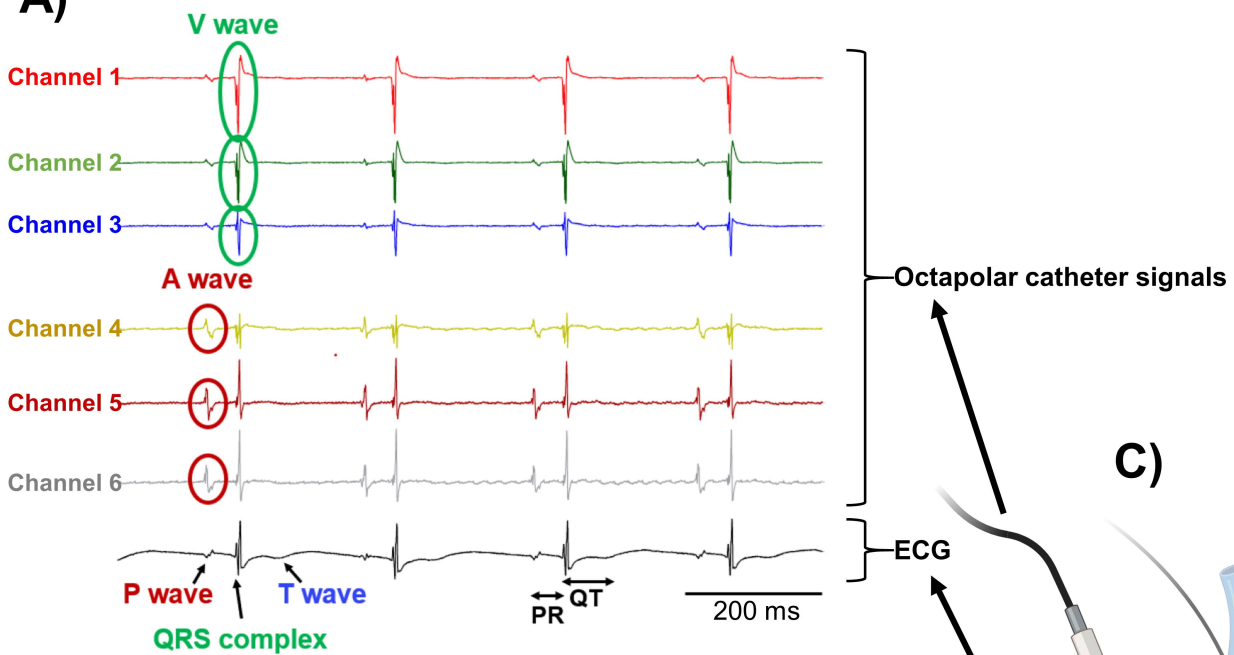 A)
V wave
Channel 1
Channel 2
Channel 3
A wave
Channel 4
Channel 5
Channel 6
Octapolar catheter signals
C)
ECG
P wave
T wave
QRS complex
PR
QT
200 ms